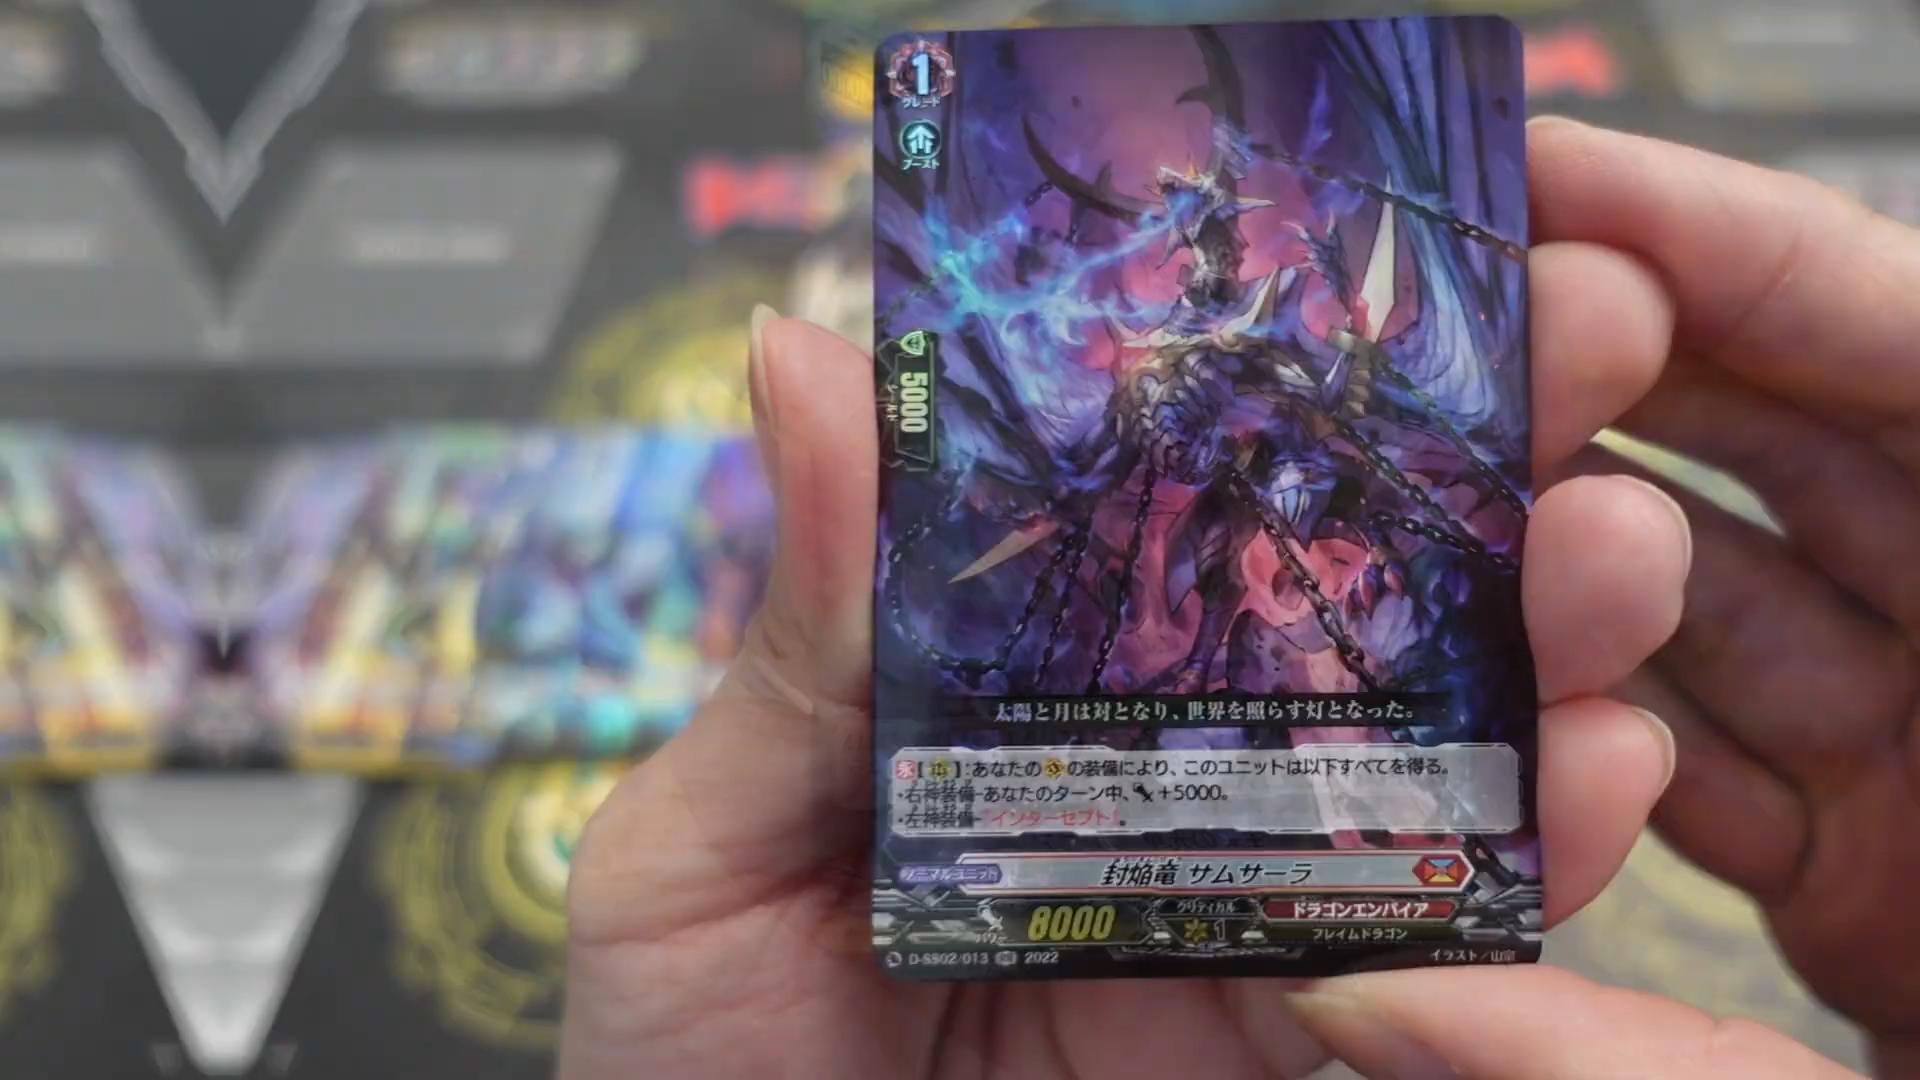 1
グレード
ブースト
5000
シールド
太陽と月は対となり、世界を照らす灯となった。
永【】:あなたのの装備により、このユニットは以下すべてを得る。
・右神装備-あなたのターン中、+5000。
・左神装備-『インターセプト』。
ノーマルユニット
封焔竜 サムサーラ
パワー
8000
クリティカル
1
ドラゴンエンパイア
フレイムドラゴン
D-SS02/013 RRR 2022
イラスト/山宗